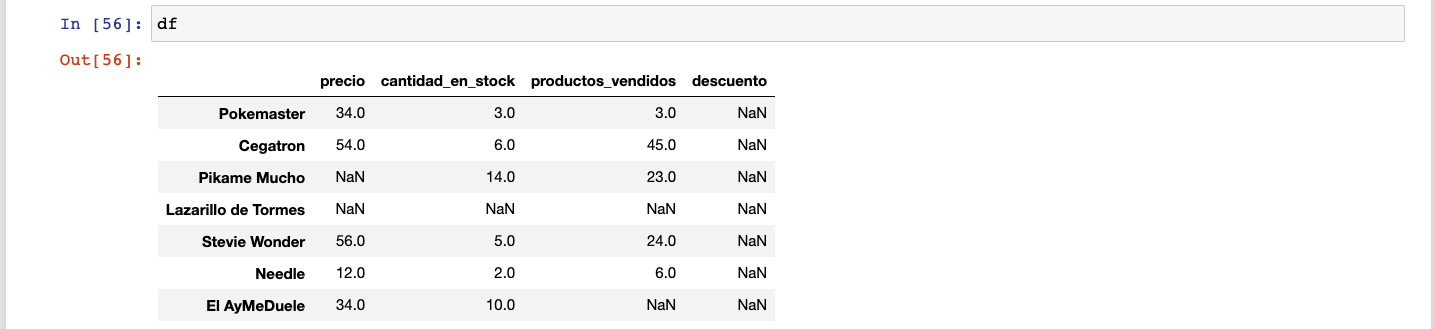 In [56]: df
Out[56]:
precio cantidad_en_stock productos_vendidos descuento
Pokemaster 34.0 3.0 3.0 NaN
Cegatron 54.0 6.0 45.0 NaN
Pikame Mucho NaN 14.0 23.0 NaN
Lazarillo de Tormes NaN NaN NaN NaN
Stevie Wonder 56.0 5.0 24.0 NaN
Needle 12.0 2.0 6.0 NaN
El AyMeDuele 34.0 10.0 NaN NaN